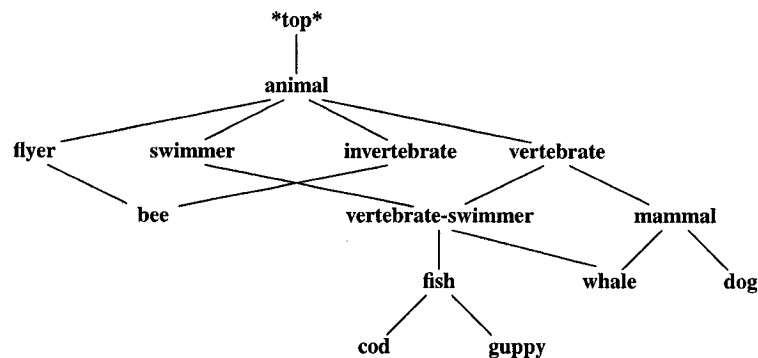 *top*
animal
flyer swimmer invertebrate vertebrate
bee vertebrate-swimmer mammal
fish whale dog
cod guppy